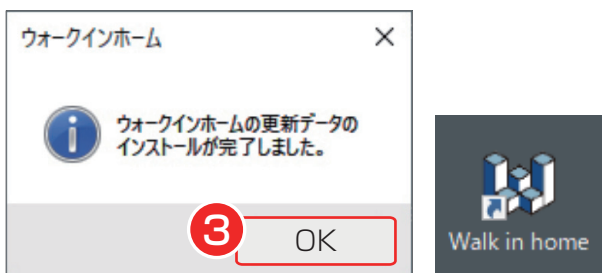 ウォークインホーム
ウォークインホームの更新データの
インストールが完了しました。
3
OK
Walk in home